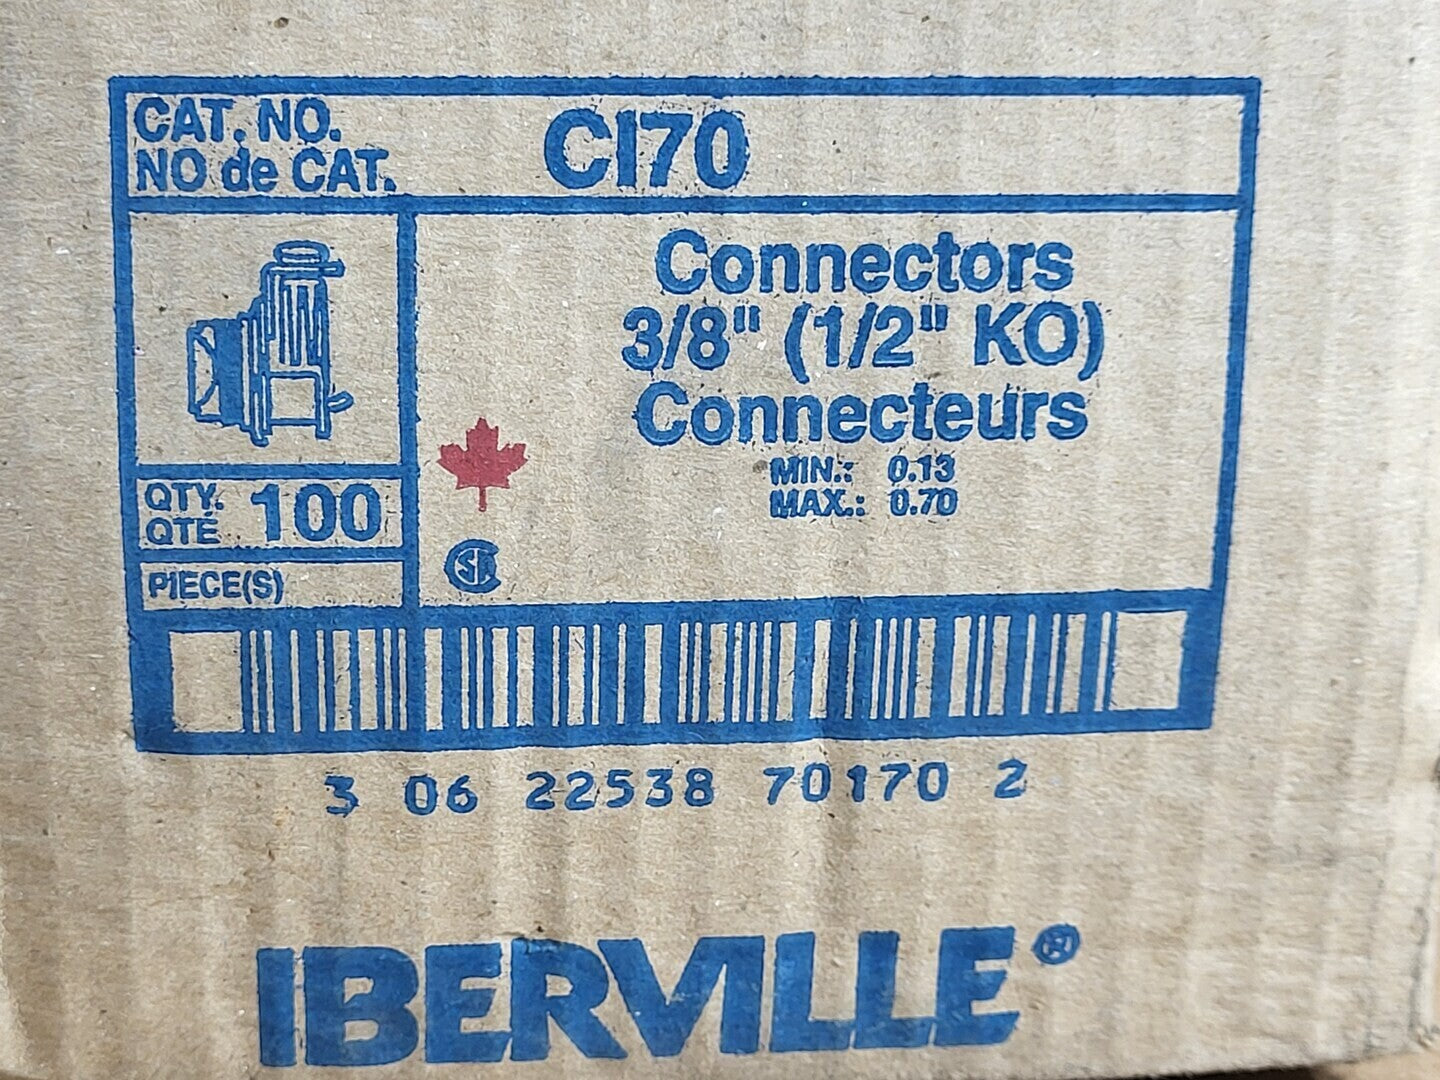 CAT. NO.
NO de CAT.
CI70
Connectors
3/8" (1/2" KO)
Connecteurs
MIN.: 0.13
MAX.: 0.70
QTY.
QTÉ
100
PIECE(S)
3 06 22538 70170 2
IBERVILLE®